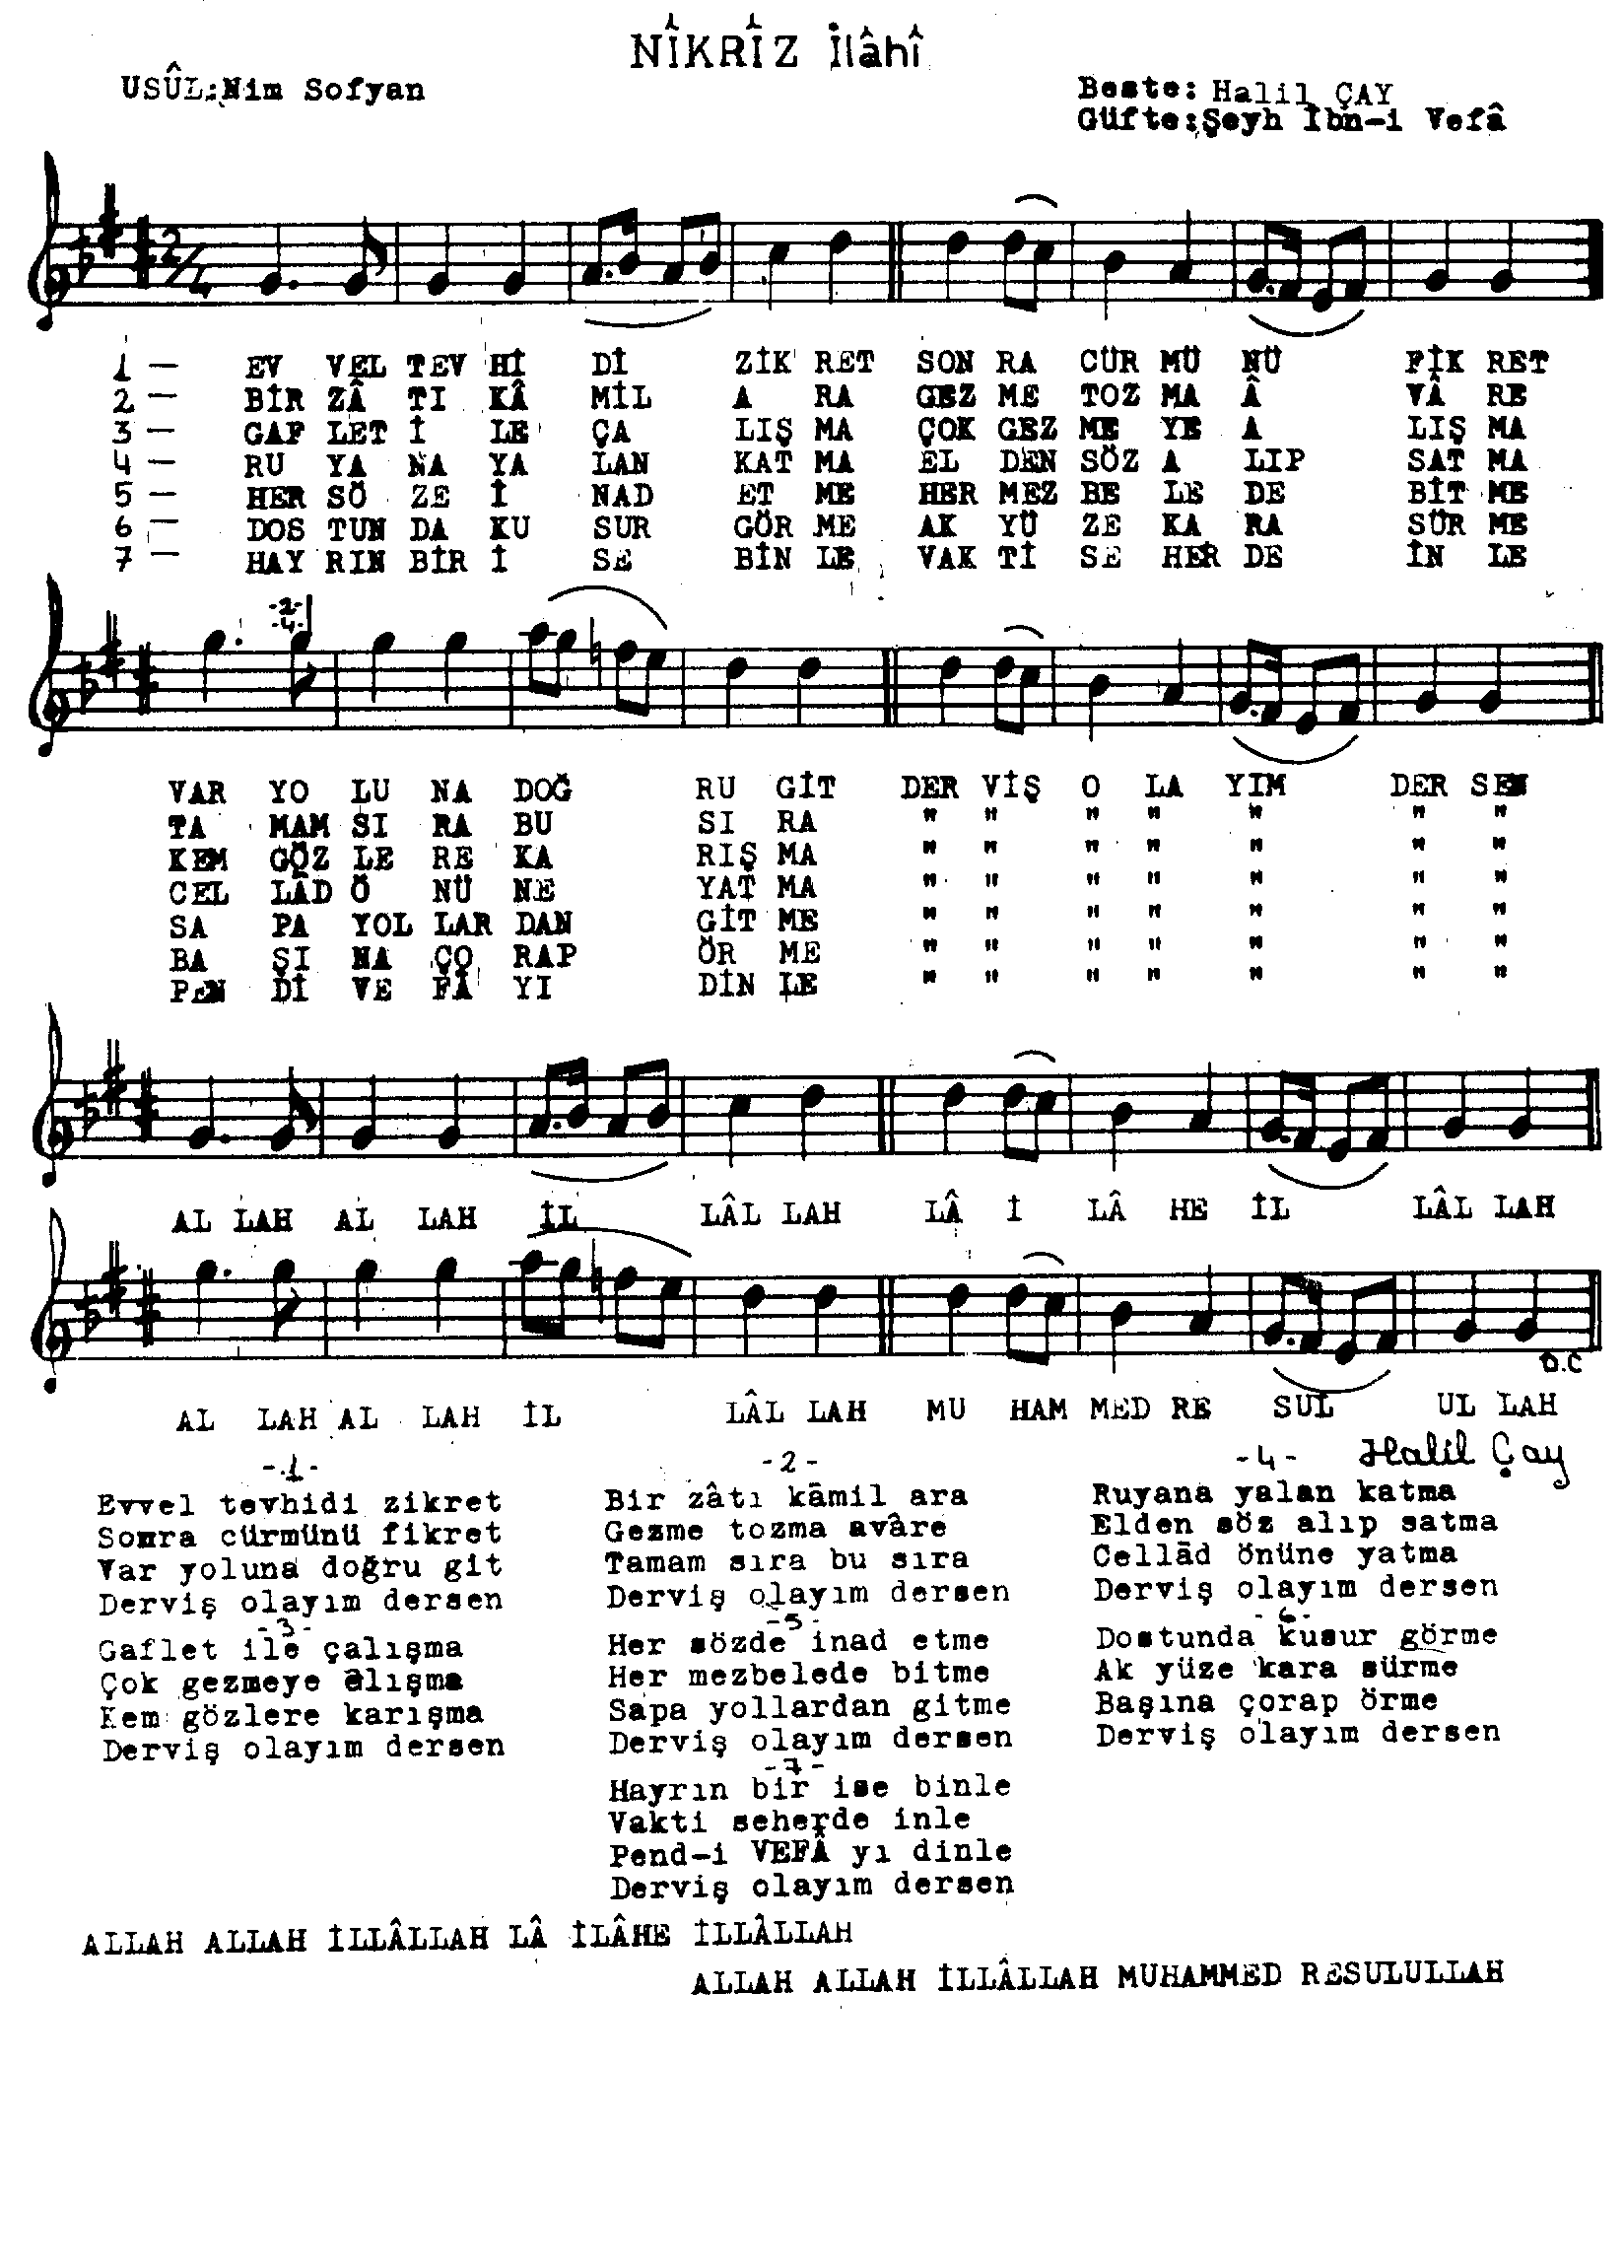 NÎKRÎZ İlâhî
USÛL:Nim Sofyan
Beste: Halil ÇAY
Güfte:Şeyh İbn-i Vefâ
2/4
1 — EV VEL TEV Hİ Dİ ZİK RET SON RA CÜR MÜ NÜ FİK RET
2 — BİR ZÂ TI KÂ MİL A RA GEZ ME TOZ MA Â VÂ RE
3 — GAF LET İ LE ÇA LIŞ MA ÇOK GEZ ME YE A LIŞ MA
4 — RU YA NA YA LAN KAT MA EL DEN SÖZ A LIP SAT MA
5 — HER SÖ ZE İ NAD ET ME HER MEZ BE LE DE BİT ME
6 — DOS TUN DA KU SUR GÖR ME AK YÜ ZE KA RA SÜR ME
7 — HAY RIN BİR İ SE BİN LE VAK Tİ SE HER DE İN LE
-2-
-4-
VAR YO LU NA DOĞ RU GİT DER VİŞ O LA YIM DER SEN
TA MAM SI RA BU SI RA " " " " " " "
KEM GÖZ LE RE KA RIŞ MA " " " " " " "
CEL LÂD Ö NÜ NE YAT MA " " " " " " "
SA PA YOL LAR DAN GİT ME " " " " " " "
BA ŞI NA ÇO RAP ÖR ME " " " " " " "
PEN Dİ VE FÂ YI DİN LE " " " " " " "
AL LAH AL LAH İL LÂL LAH LÂ İ LÂ HE İL LÂL LAH
D.C
AL LAH AL LAH İL LÂL LAH MU HAM MED RE SUL UL LAH
Halil Çay
-1-
Evvel tevhidi zikret
Sonra cürmünü fikret
Var yoluna doğru git
Derviş olayım dersen
-3-
Gaflet ile çalışma
Çok gezmeye alışma
Kem gözlere karışma
Derviş olayım dersen
-2-
Bir zâtı kâmil ara
Gezme tozma avâre
Tamam sıra bu sıra
Derviş olayım dersen
-5-
Her sözde inad etme
Her mezbelede bitme
Sapa yollardan gitme
Derviş olayım dersen
-7-
Hayrın bir ise binle
Vakti seherde inle
Pend-i VEFÂ yı dinle
Derviş olayım dersen
-4-
Ruyana yalan katma
Elden söz alıp satma
Cellâd önüne yatma
Derviş olayım dersen
-6-
Dostunda kusur görme
Ak yüze kara sürme
Başına çorap örme
Derviş olayım dersen
ALLAH ALLAH İLLÂLLAH LÂ İLÂHE İLLÂLLAH
ALLAH ALLAH İLLÂLLAH MUHAMMED RESULULLAH